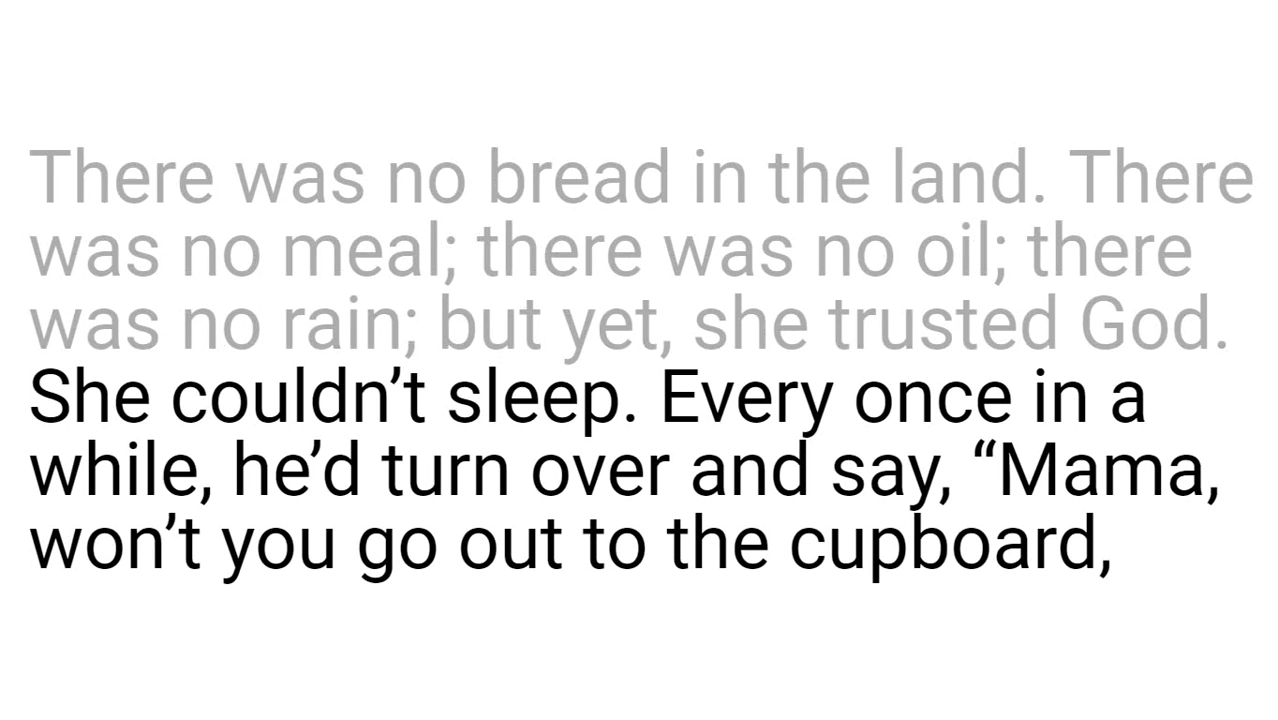 There was no bread in the land. There
was no meal; there was no oil; there
was no rain; but yet, she trusted God.
She couldn’t sleep. Every once in a
while, he’d turn over and say, “Mama,
won’t you go out to the cupboard,